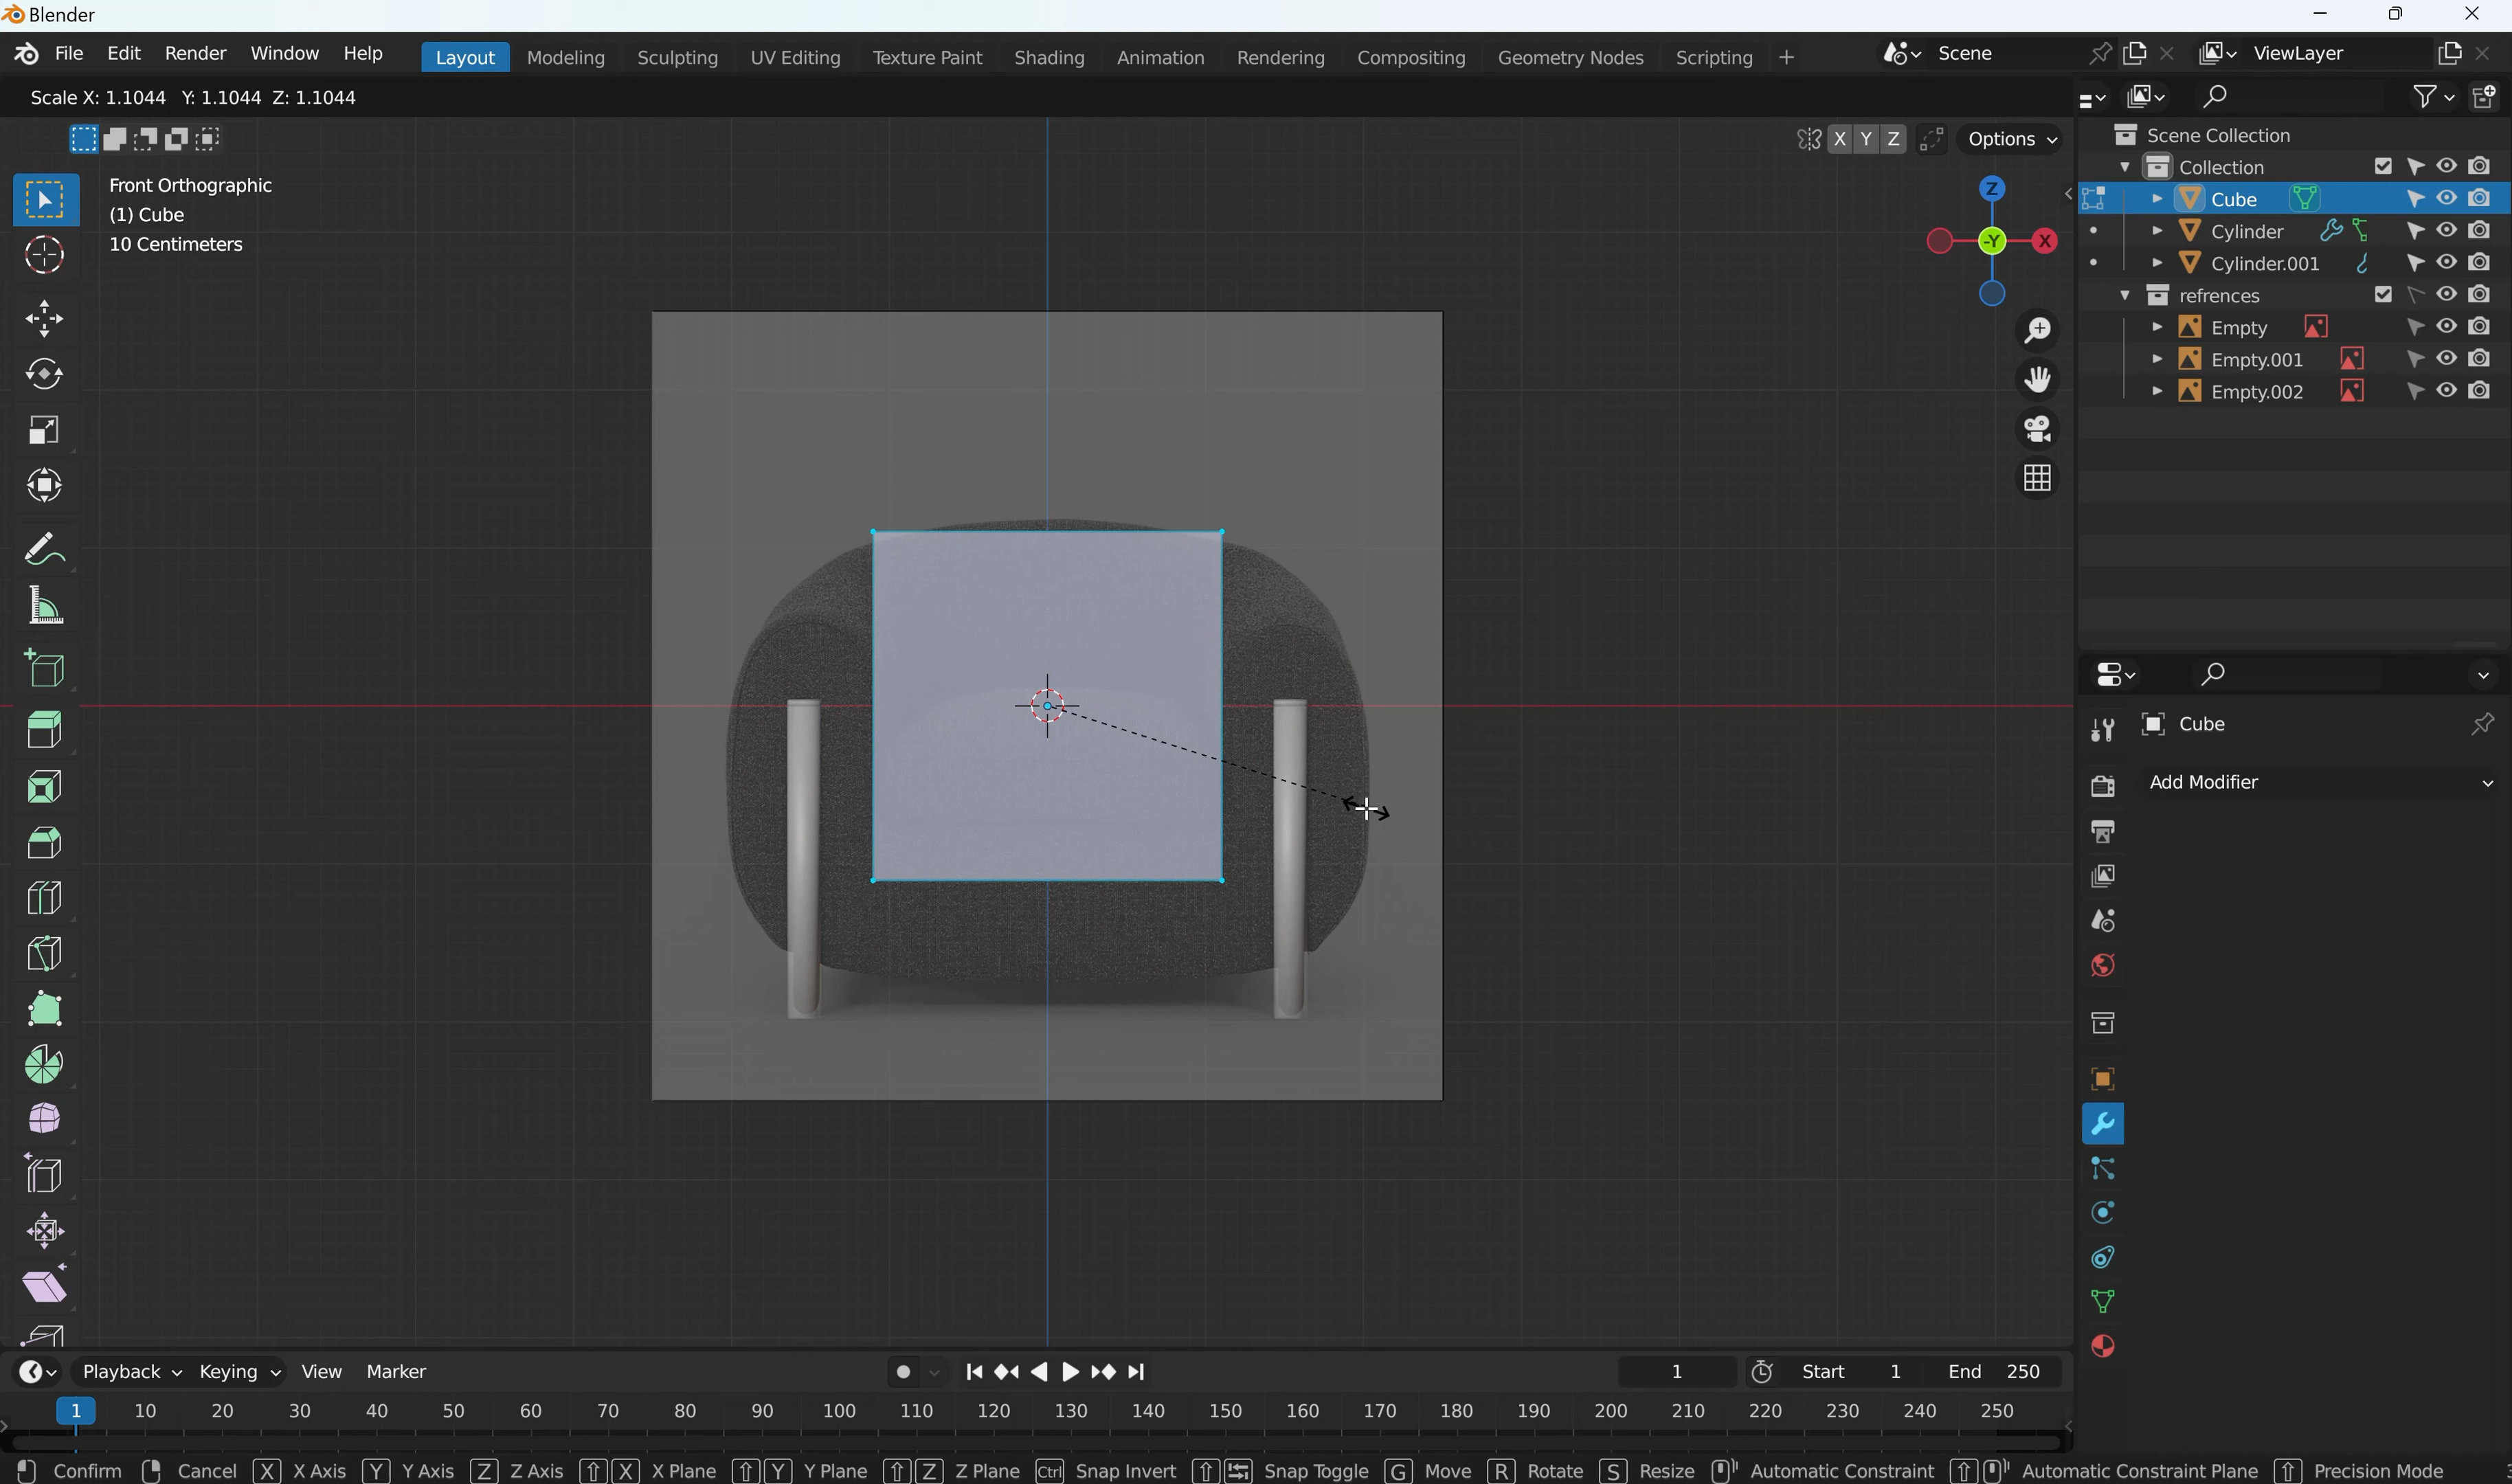 Blender
File Edit Render Window Help Layout Modeling Sculpting UV Editing Texture Paint Shading Animation Rendering Compositing Geometry Nodes Scripting + Scene ViewLayer
Scale X: 1.1044 Y: 1.1044 Z: 1.1044
X Y Z Options
Scene Collection
Collection
Front Orthographic
(1) Cube
10 Centimeters
Z
-Y
X
Cube
Cylinder
Cylinder.001
refrences
Empty
Empty.001
Empty.002
Cube
Add Modifier
Playback Keying View Marker 1 Start 1 End 250
1 10 20 30 40 50 60 70 80 90 100 110 120 130 140 150 160 170 180 190 200 210 220 230 240 250
Confirm Cancel X X Axis Y Y Axis Z Z Axis X X Plane Y Y Plane Z Z Plane Ctrl Snap Invert Snap Toggle G Move R Rotate S Resize Automatic Constraint Automatic Constraint Plane Precision Mode